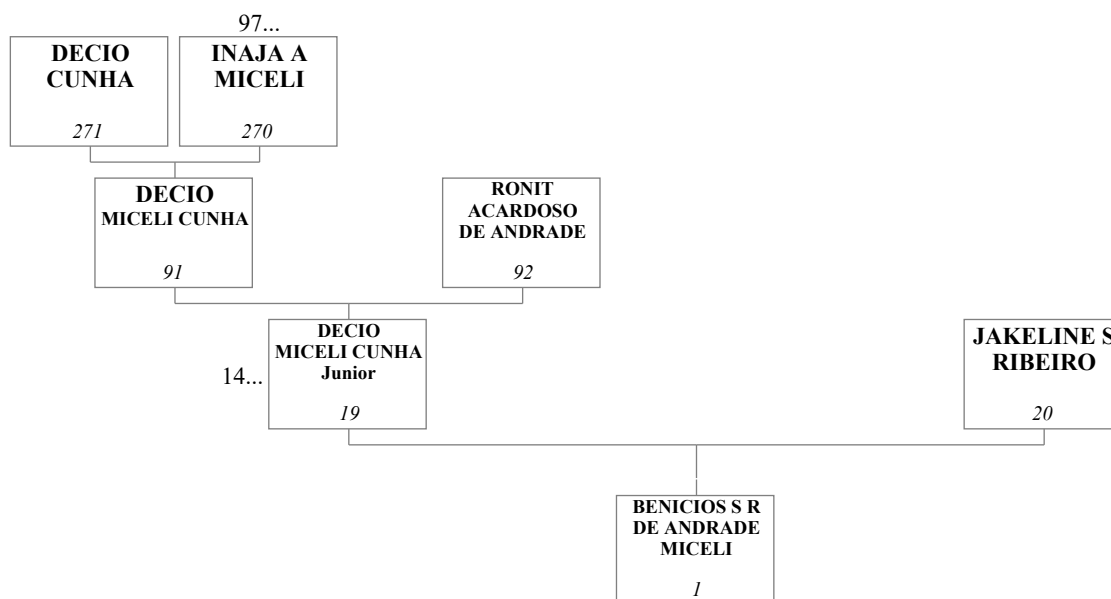 97...
DECIO
CUNHA
271
INAJA A
MICELI
270
DECIO
MICELI CUNHA
91
RONIT
ACARDOSO
DE ANDRADE
92
14...
DECIO
MICELI CUNHA
Junior
19
JAKELINE S
RIBEIRO
20
BENICIOS S R
DE ANDRADE
MICELI
1